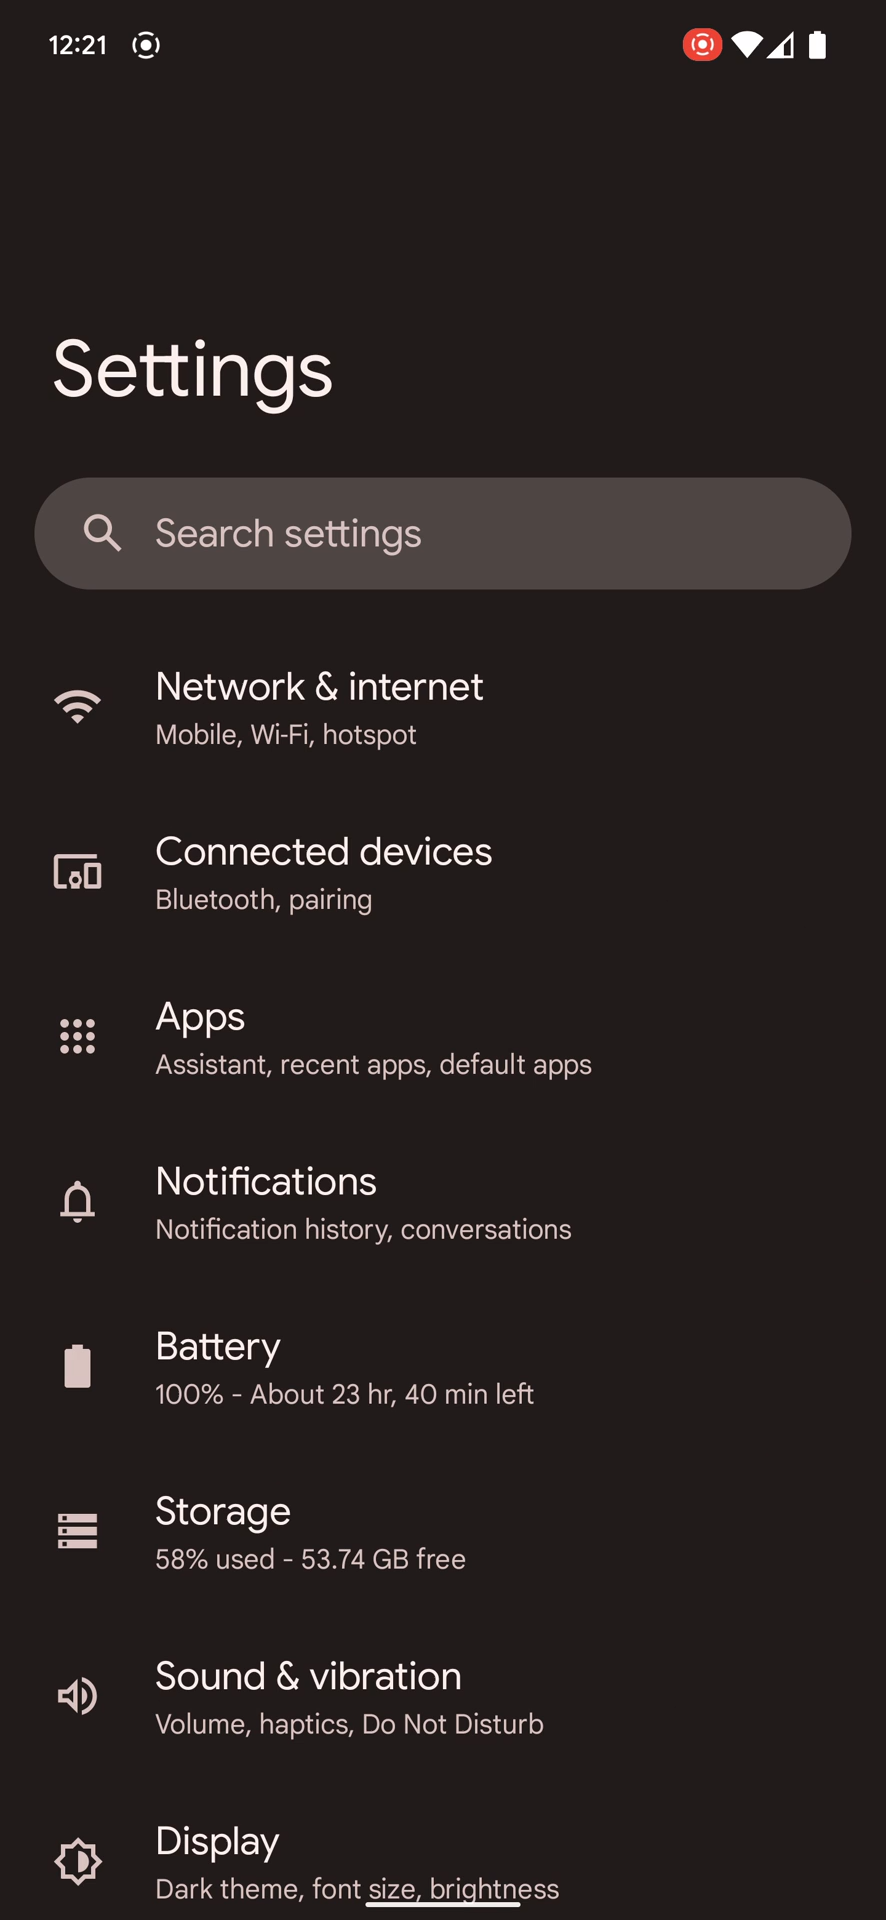 12:21
Settings
Search settings
Network & internet
Mobile, Wi-Fi, hotspot
Connected devices
Bluetooth, pairing
Apps
Assistant, recent apps, default apps
Notifications
Notification history, conversations
Battery
100% - About 23 hr, 40 min left
Storage
58% used - 53.74 GB free
Sound & vibration
Volume, haptics, Do Not Disturb
Display
Dark theme, font size, brightness